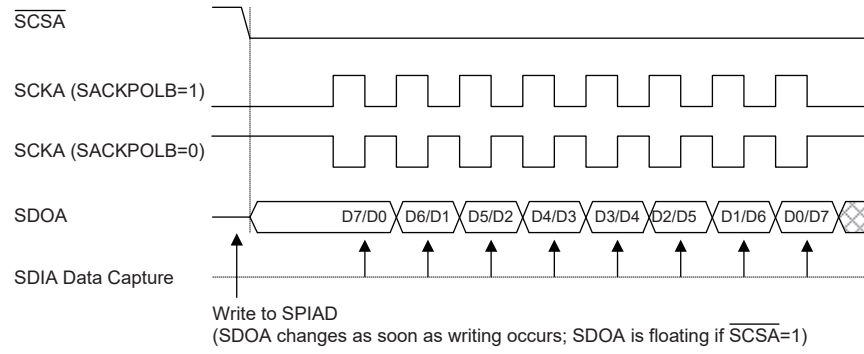 SCSA
SCKA (SACKPOLB=1)
SCKA (SACKPOLB=0)
SDOA D7/D0 D6/D1 D5/D2 D4/D3 D3/D4 D2/D5 D1/D6 D0/D7
SDIA Data Capture
Write to SPIAD
(SDOA changes as soon as writing occurs; SDOA is floating if SCSA=1)